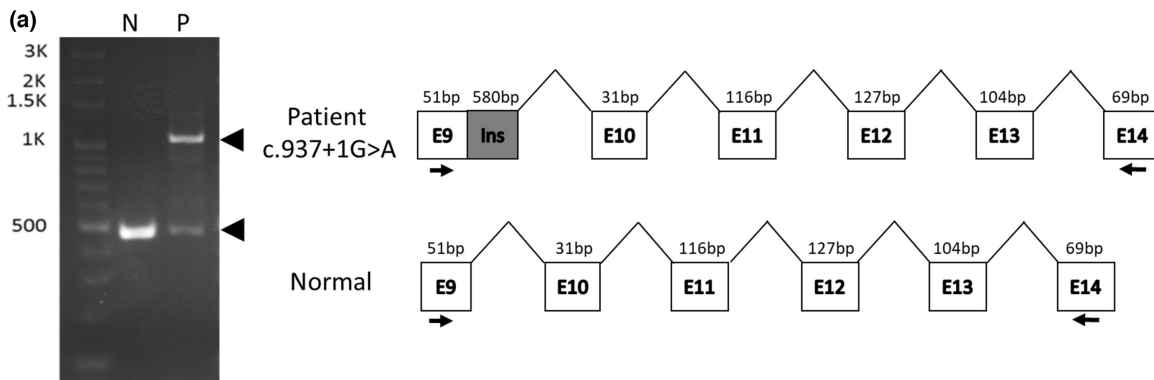 (a)
N P
3K
2K
1.5K
1K
500
Patient
c.937+1G>A
51bp 580bp 31bp 116bp 127bp 104bp 69bp
E9 Ins E10 E11 E12 E13 E14
Normal
51bp 31bp 116bp 127bp 104bp 69bp
E9 E10 E11 E12 E13 E14